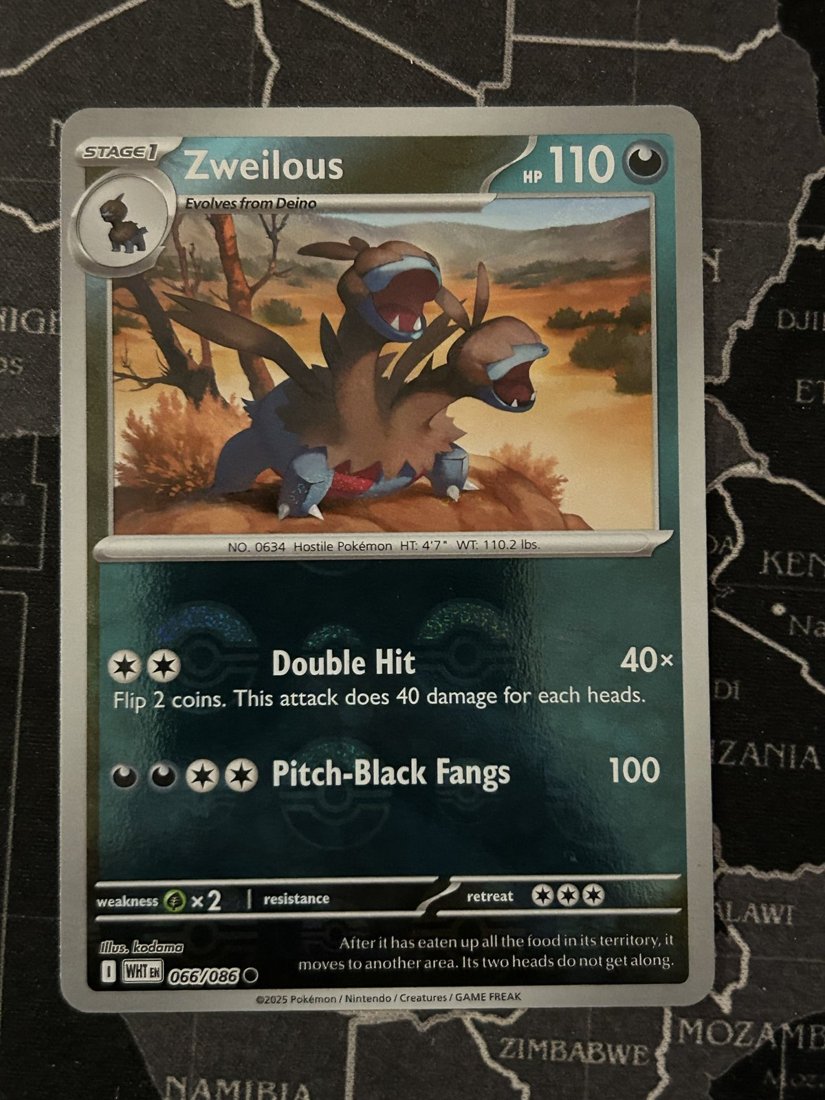 STAGE1 Zweilous HP 110
Evolves from Deino
NO. 0634 Hostile Pokémon HT: 4'7" WT: 110.2 lbs.
Double Hit 40×
Flip 2 coins. This attack does 40 damage for each heads.
Pitch-Black Fangs 100
weakness ×2 resistance retreat
Illus. kodama
After it has eaten up all the food in its territory, it
moves to another area. Its two heads do not get along.
I WHT EN 066/086
©2025 Pokémon / Nintendo / Creatures / GAME FREAK
NIGE
DJI
ET
KEN
Na
DI
ZANIA
ALAWI
MOZAMB
ZIMBABWE
NAMIBIA